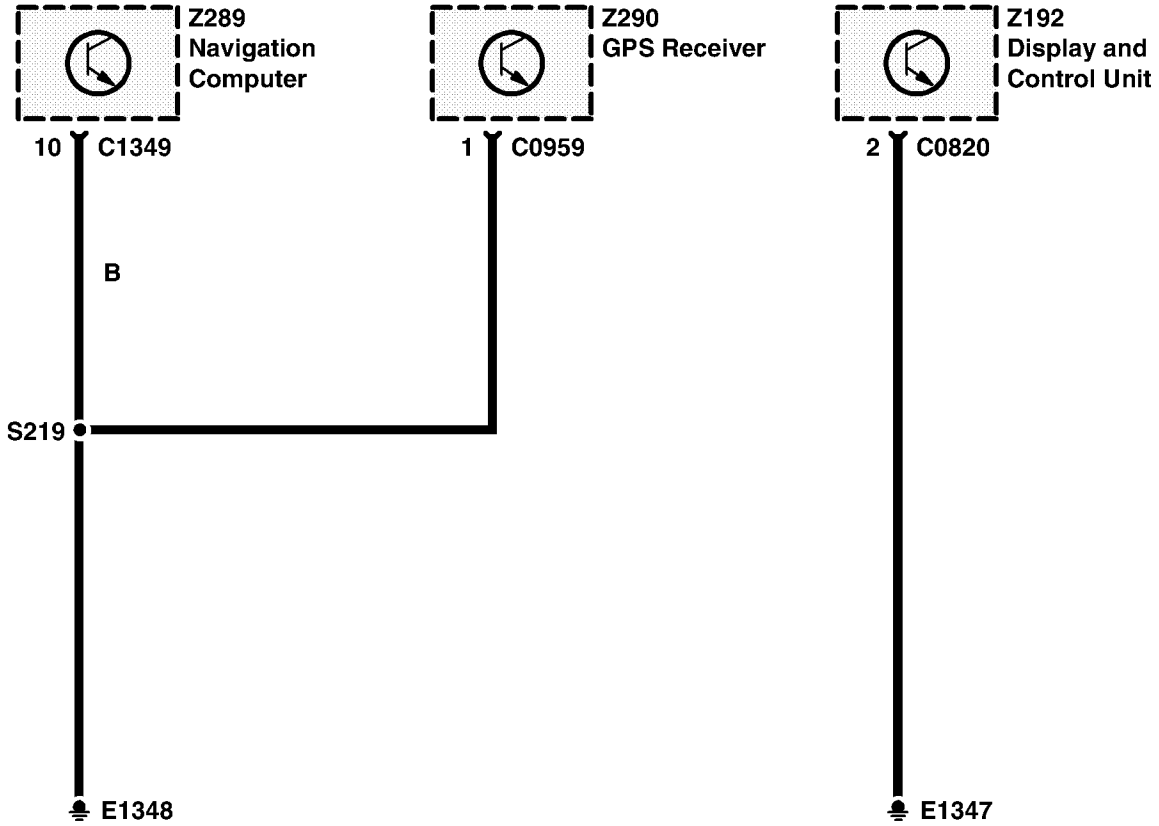 Z289
Navigation
Computer
Z290
GPS Receiver
Z192
Display and
Control Unit
10 C1349
1 C0959
2 C0820
B
S219
E1348
E1347